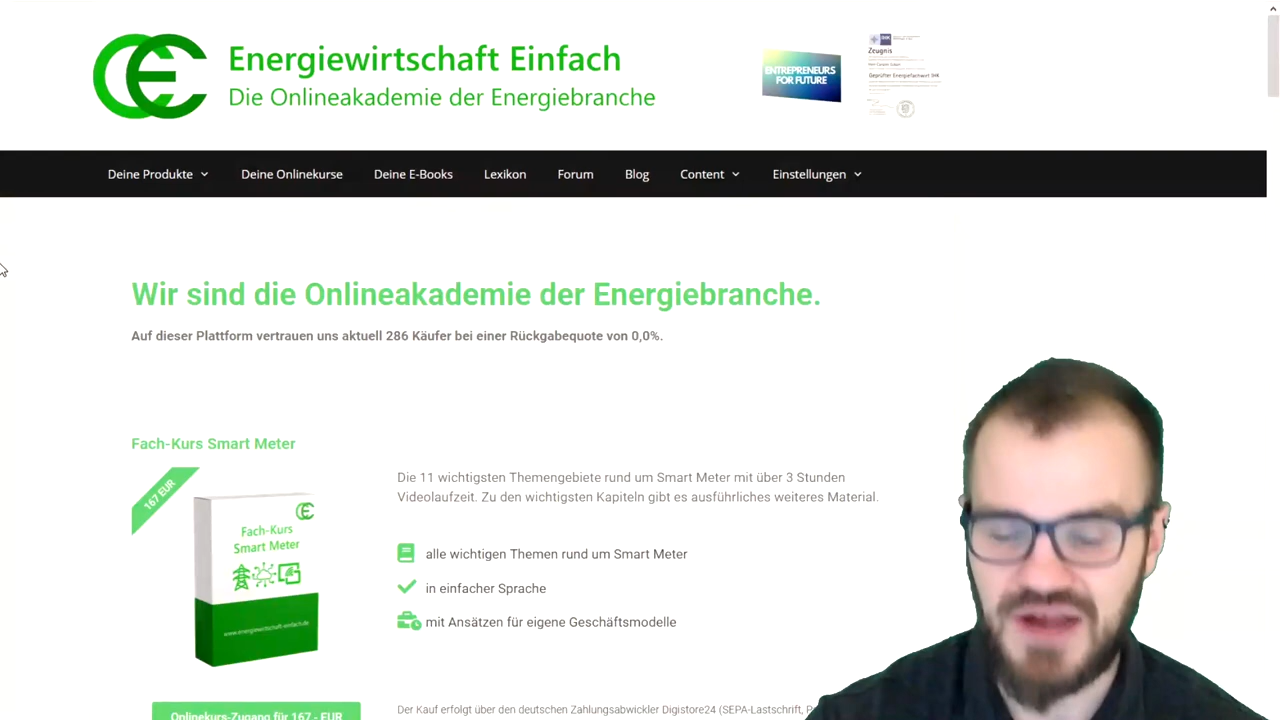 Energiewirtschaft Einfach
Die Onlineakademie der Energiebranche
ENTREPRENEURS
FOR FUTURE
IHK
Zeugnis
Geprüfter Energiefachwirt IHK
Deine Produkte
Deine Onlinekurse
Deine E-Books
Lexikon
Forum
Blog
Content
Einstellungen
Wir sind die Onlineakademie der Energiebranche.
Auf dieser Plattform vertrauen uns aktuell 286 Käufer bei einer Rückgabequote von 0,0%.
Fach-Kurs Smart Meter
167 EUR
Fach-Kurs
Smart Meter
www.energiewirtschaft-einfach.de
Die 11 wichtigsten Themengebiete rund um Smart Meter mit über 3 Stunden
Videolaufzeit. Zu den wichtigsten Kapiteln gibt es ausführliches weiteres Material.
alle wichtigen Themen rund um Smart Meter
in einfacher Sprache
mit Ansätzen für eigene Geschäftsmodelle
Onlinekurs-Zugang für 167,- EUR
Der Kauf erfolgt über den deutschen Zahlungsabwickler Digistore24 (SEPA-Lastschrift,